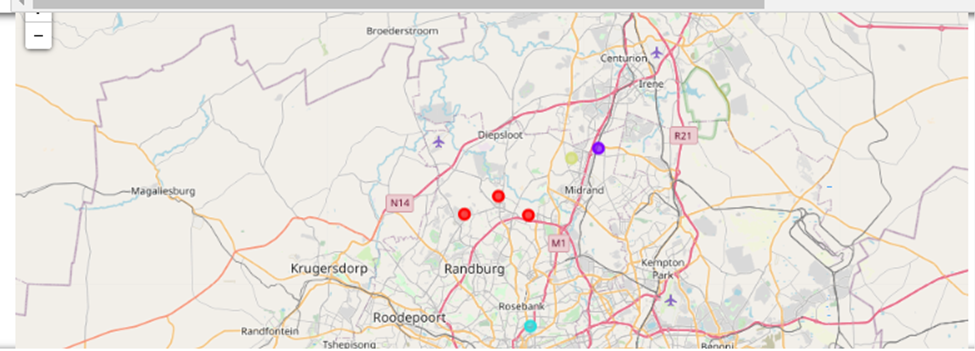 −
Broederstroom
Centurion
Irene
Diepsloot
R21
Magaliesburg
Midrand
N14
M1
Krugersdorp
Randburg
Kempton
Park
Rosebank
Roodepoort
Randfontein
Tshepisong
Benoni